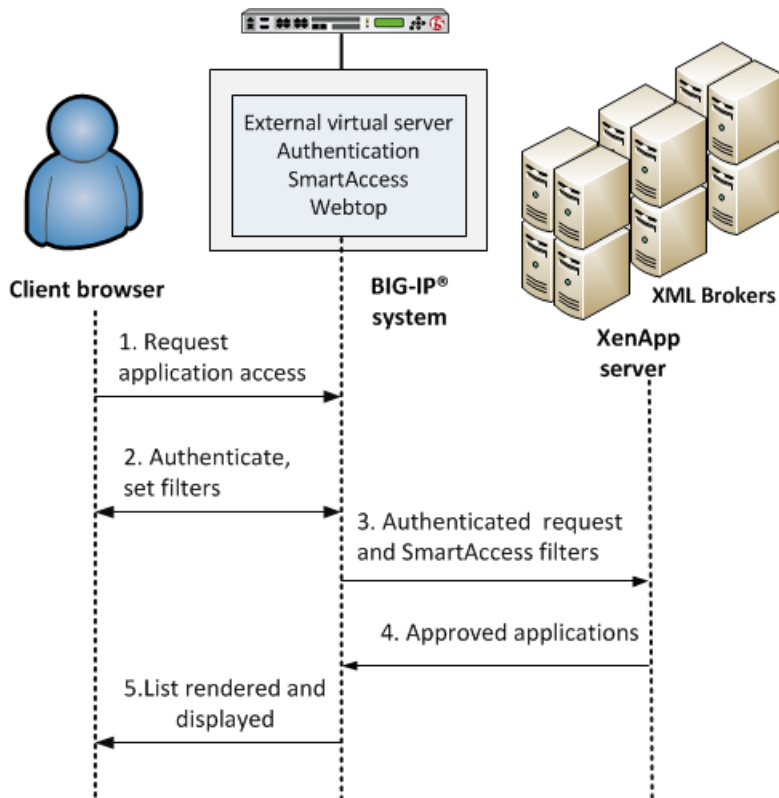 External virtual server
Authentication
SmartAccess
Webtop
Client browser
BIG-IP®
system
XML Brokers
XenApp
server
1. Request
application access
2. Authenticate,
set filters
3. Authenticated request
and SmartAccess filters
4. Approved applications
5.List rendered and
displayed